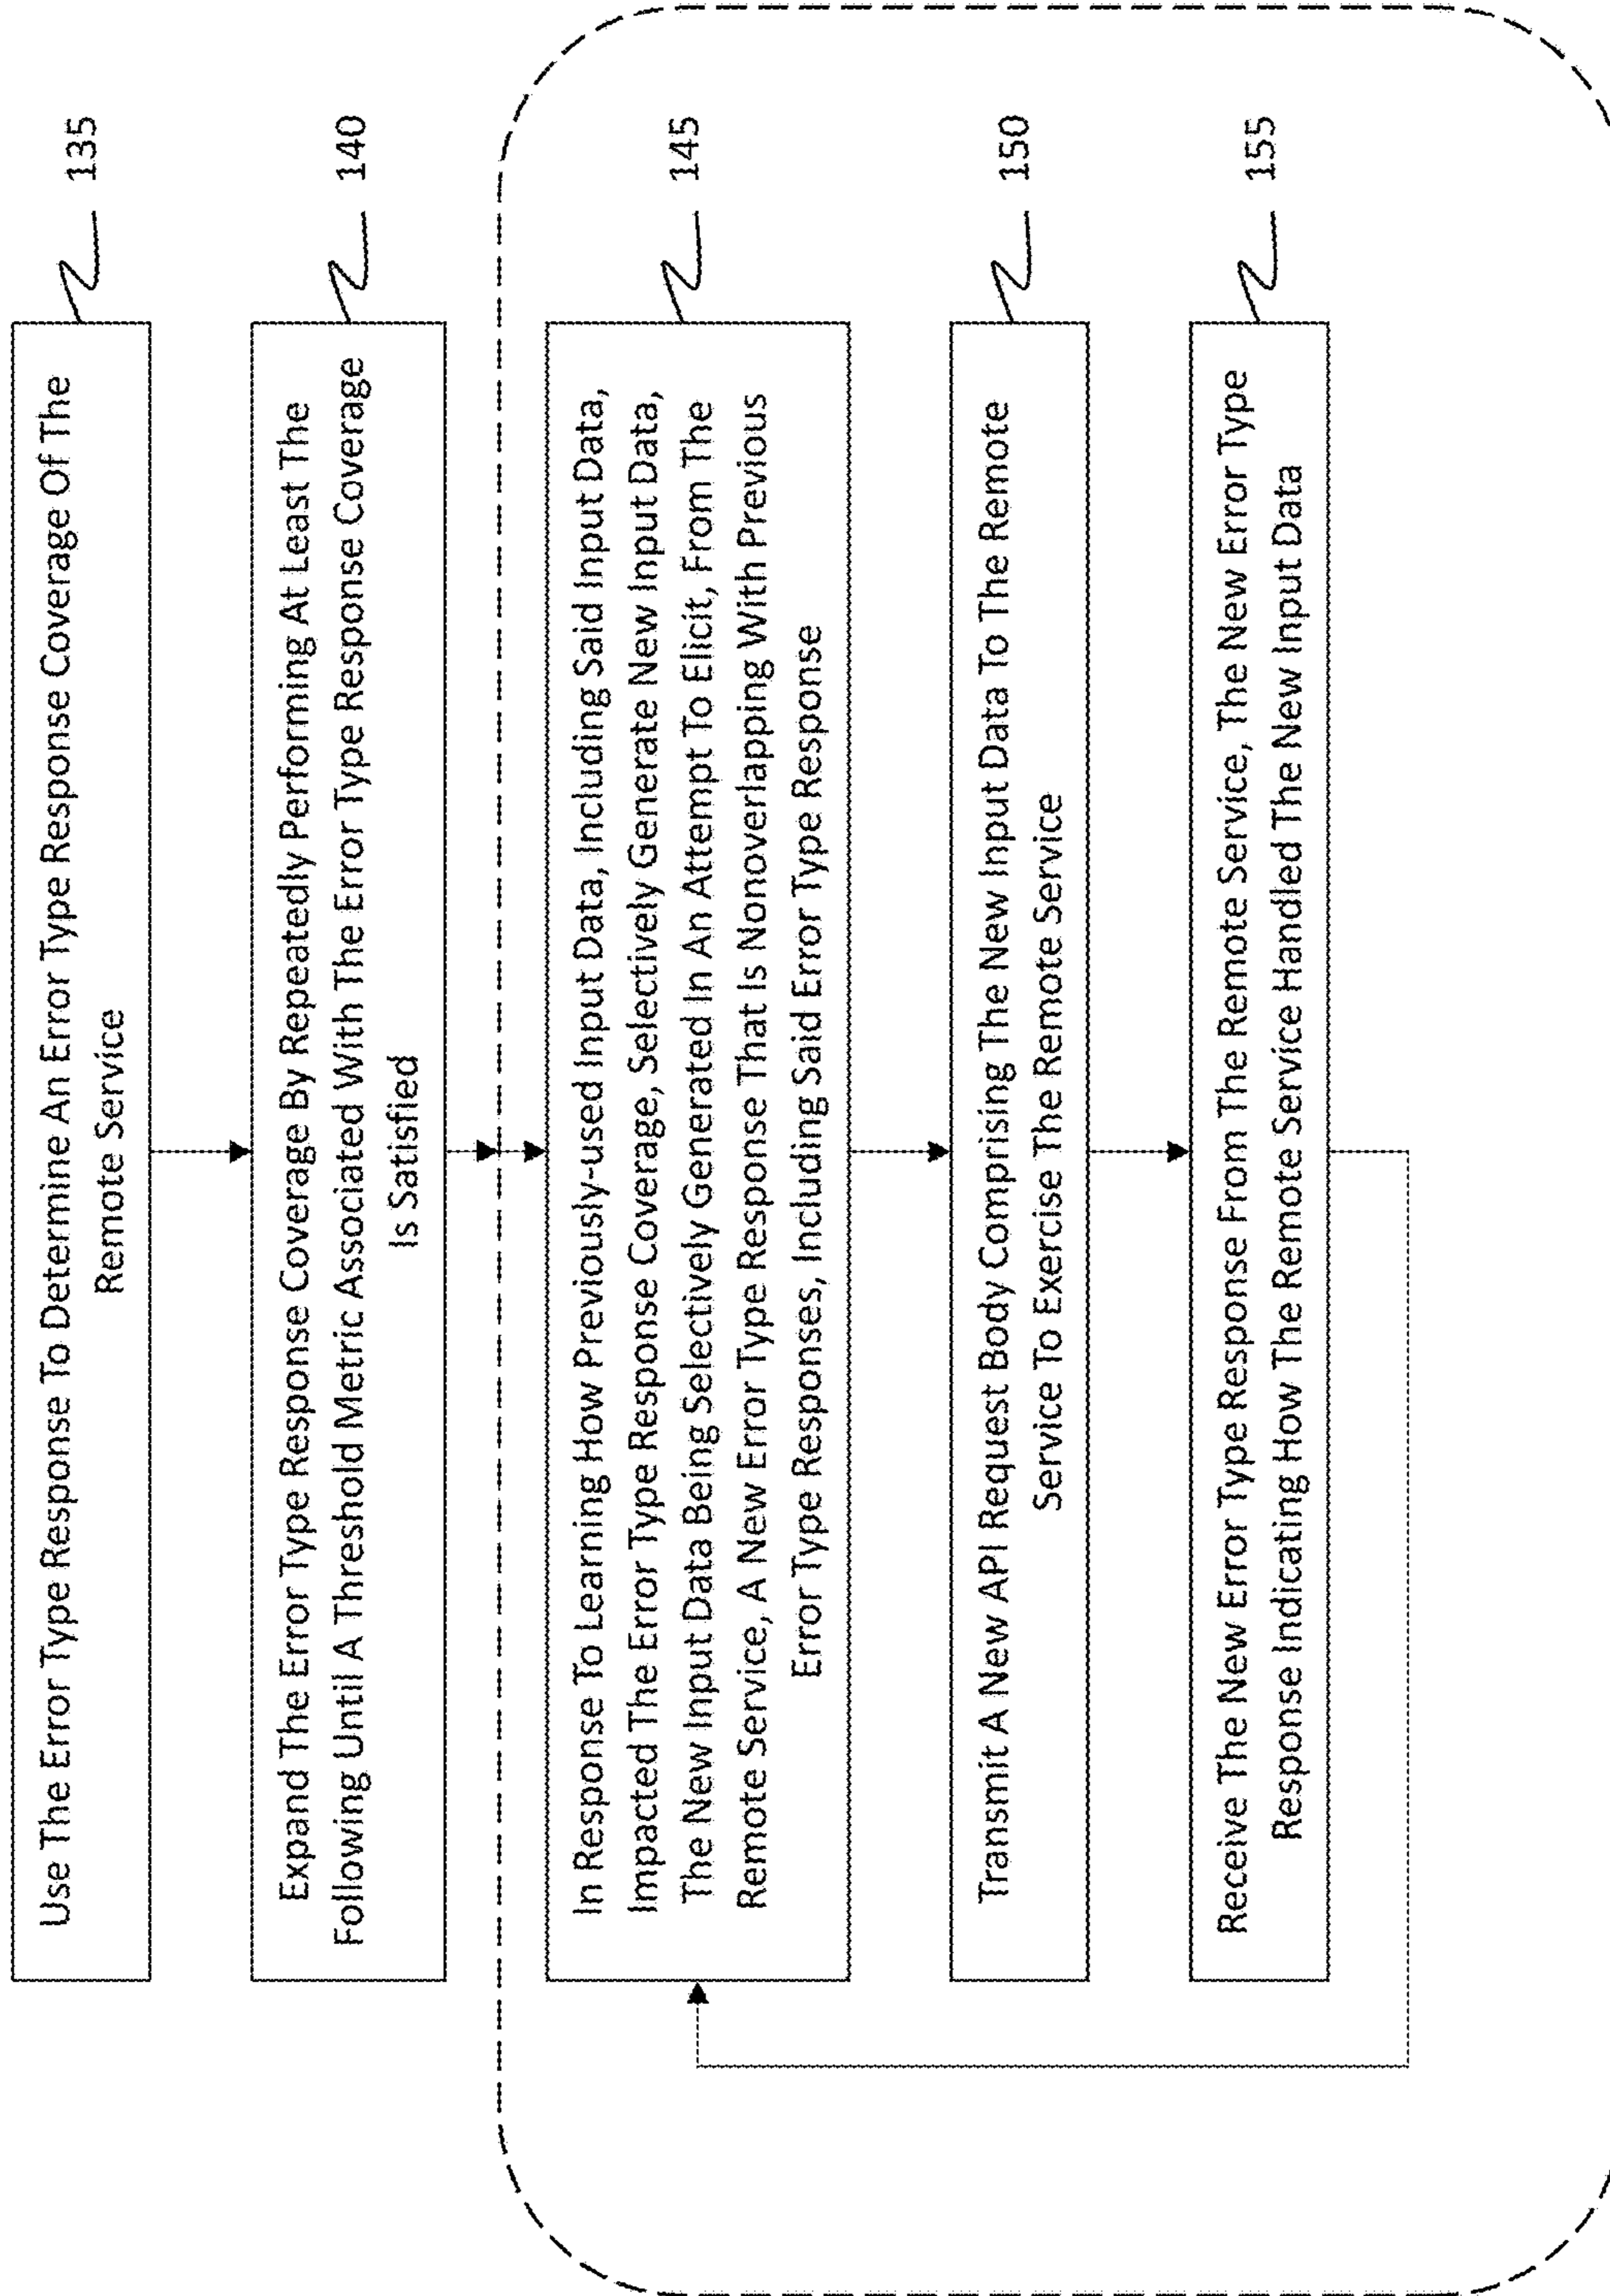 Use The Error Type Response To Determine An Error Type Response Coverage Of The
Remote Service
135
Expand The Error Type Response Coverage By Repeatedly Performing At Least The
Following Until A Threshold Metric Associated With The Error Type Response Coverage
Is Satisfied
140
In Response To Learning How Previously-used Input Data, Including Said Input Data,
Impacted The Error Type Response Coverage, Selectively Generate New Input Data,
The New Input Data Being Selectively Generated In An Attempt To Elicit, From The
Remote Service, A New Error Type Response That Is Nonoverlapping With Previous
Error Type Responses, Including Said Error Type Response
145
Transmit A New API Request Body Comprising The New Input Data To The Remote
Service To Exercise The Remote Service
150
Receive The New Error Type Response From The Remote Service, The New Error Type
Response Indicating How The Remote Service Handled The New Input Data
155